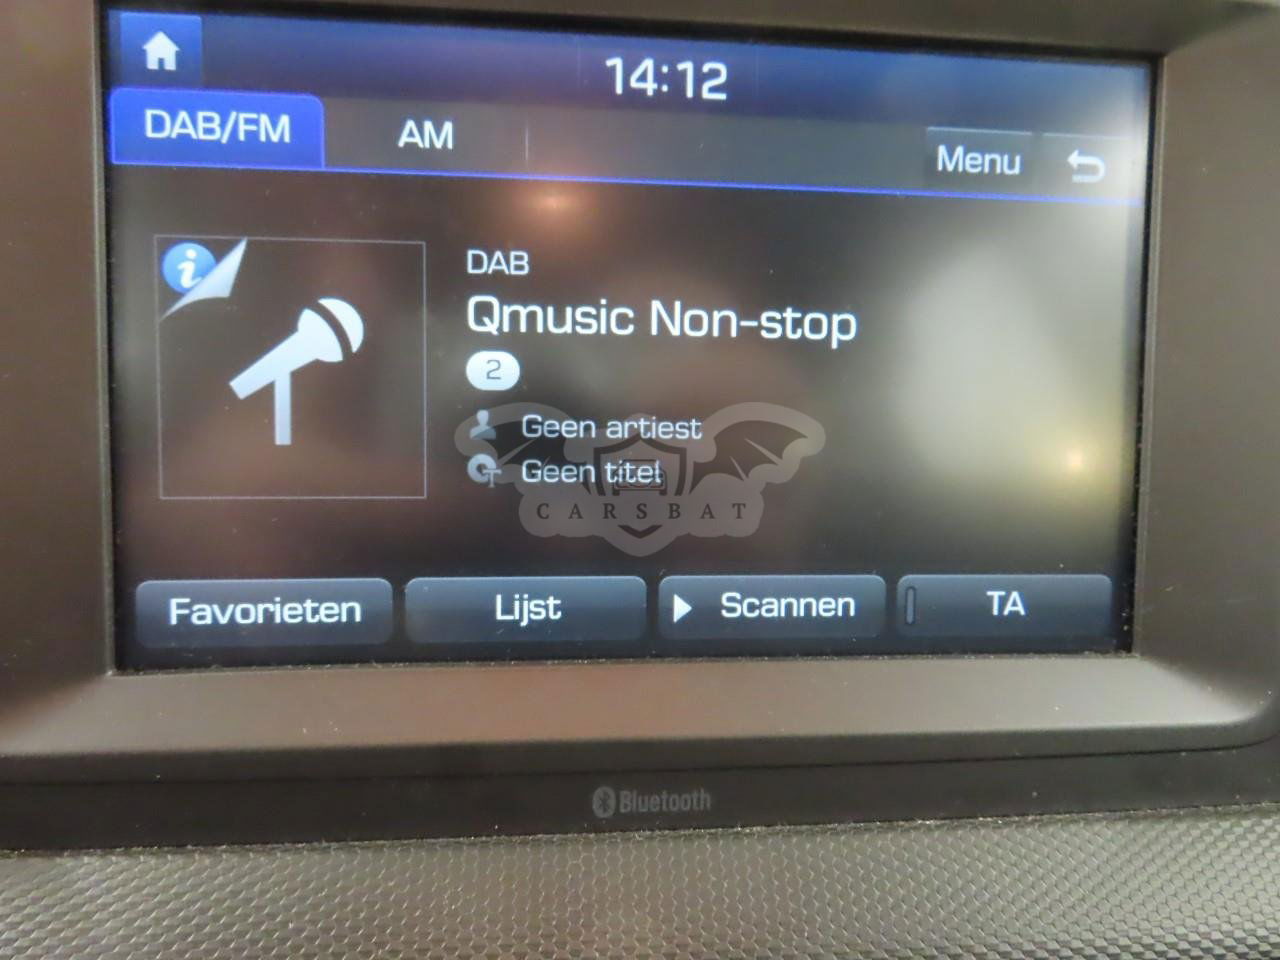 14:12
DAB/FM AM
Menu
DAB
Qmusic Non-stop
2
Geen artiest
Geen titel
CARSBAT
Favorieten Lijst Scannen TA
Bluetooth